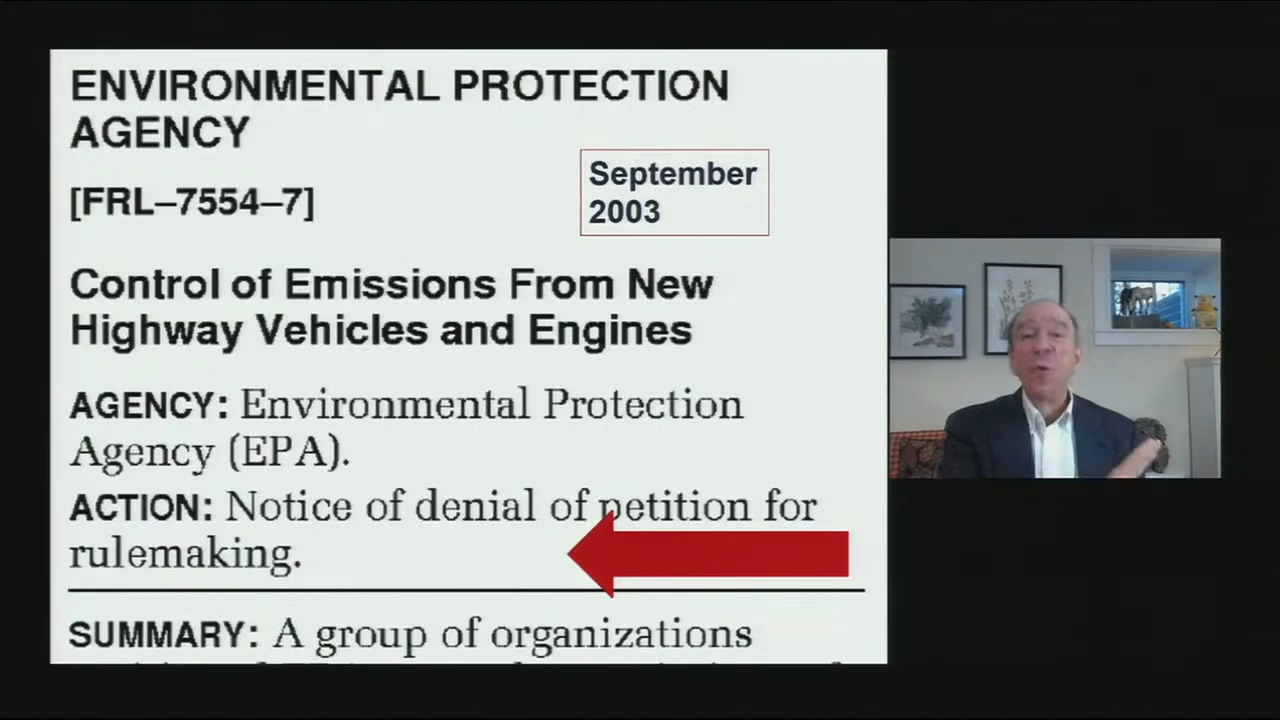 ENVIRONMENTAL PROTECTION
AGENCY
September
2003
[FRL–7554–7]
Control of Emissions From New
Highway Vehicles and Engines
AGENCY: Environmental Protection
Agency (EPA).
ACTION: Notice of denial of petition for
rulemaking.
SUMMARY: A group of organizations